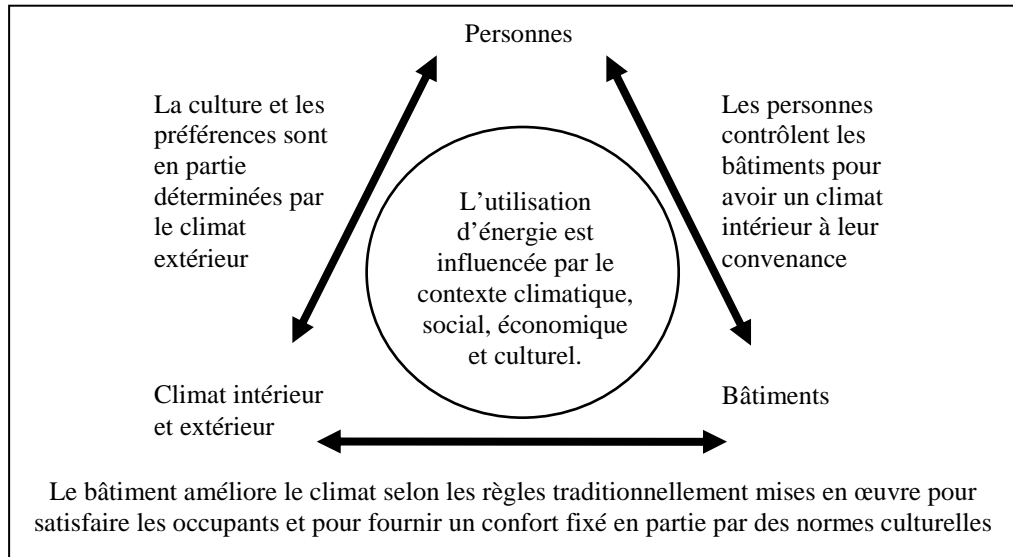 Personnes
La culture et les
préférences sont
en partie
déterminées par
le climat
extérieur
Les personnes
contrôlent les
bâtiments pour
avoir un climat
intérieur à leur
convenance
L'utilisation
d'énergie est
influencée par le
contexte climatique,
social, économique
et culturel.
Climat intérieur
et extérieur
Bâtiments
Le bâtiment améliore le climat selon les règles traditionnellement mises en œuvre pour
satisfaire les occupants et pour fournir un confort fixé en partie par des normes culturelles